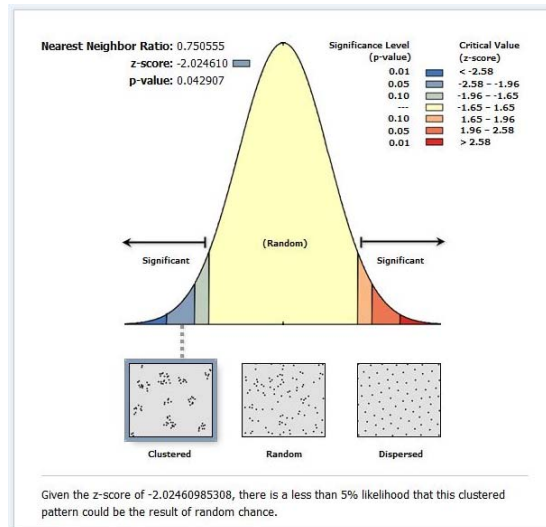 Nearest Neighbor Ratio: 0.750555
z-score: -2.024610
p-value: 0.042907
Significance Level
(p-value)
Critical Value
(z-score)
0.01 < -2.58
0.05 -2.58 – -1.96
0.10 -1.96 – -1.65
--- -1.65 – 1.65
0.10 1.65 – 1.96
0.05 1.96 – 2.58
0.01 > 2.58
(Random)
Significant
Significant
Clustered
Random
Dispersed
Given the z-score of -2.02460985308, there is a less than 5% likelihood that this clustered
pattern could be the result of random chance.